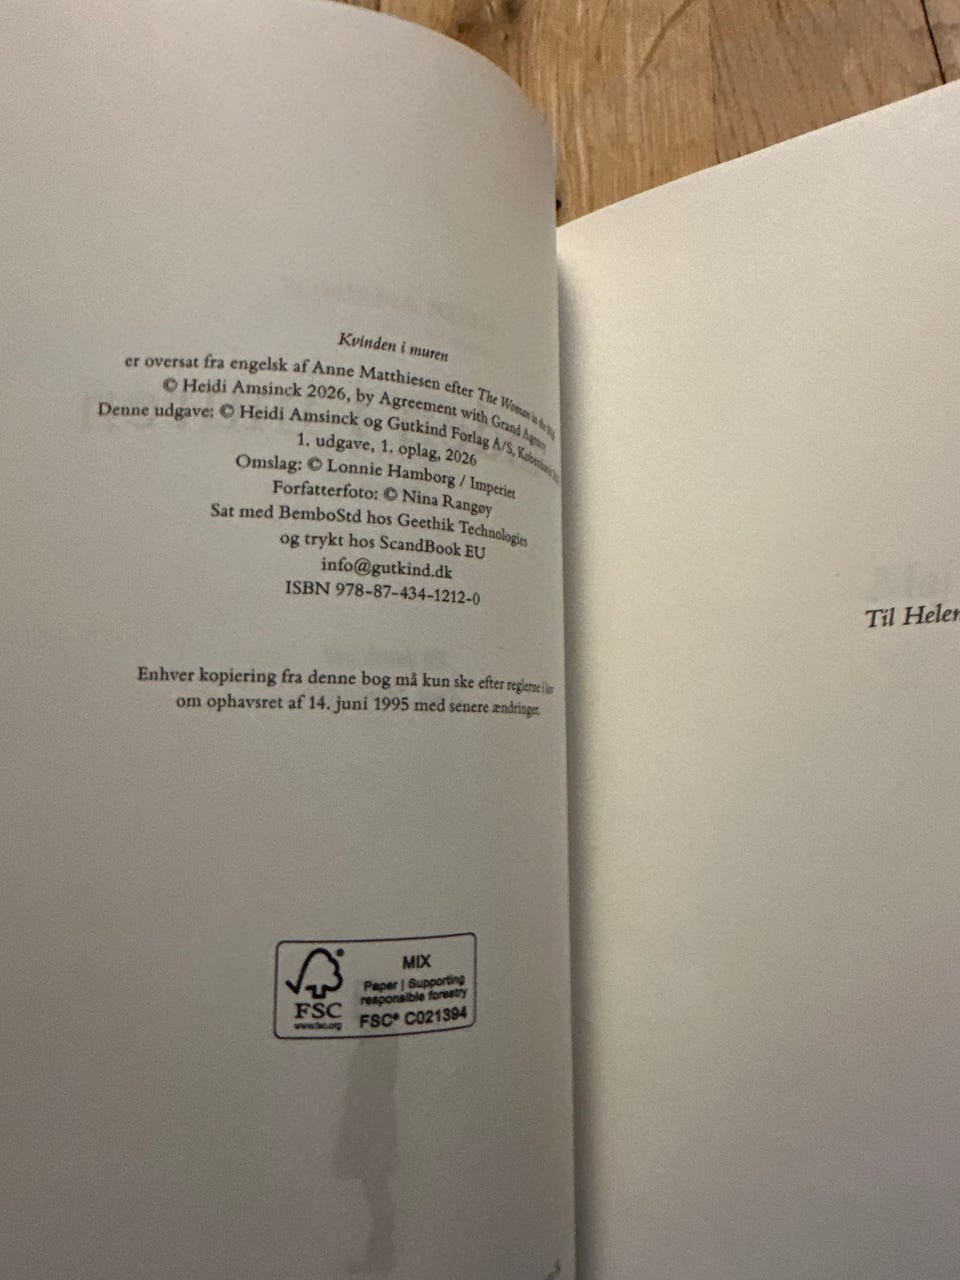 Kvinden i muren
er oversat fra engelsk af Anne Matthiesen efter The Woman in the Wall
© Heidi Amsinck 2026, by Agreement with Grand Agency
Denne udgave: © Heidi Amsinck og Gutkind Forlag A/S, København
1. udgave, 1. oplag, 2026
Omslag: © Lonnie Hamborg / Imperiet
Forfatterfoto: © Nina Rangøy
Sat med BemboStd hos Geethik Technologies
og trykt hos ScandBook EU
info@gutkind.dk
ISBN 978-87-434-1212-0
Enhver kopiering fra denne bog må kun ske efter reglerne i lov
om ophavsret af 14. juni 1995 med senere ændringer.
FSC
www.fsc.org
MIX
Paper | Supporting
responsible forestry
FSC® C021394
Til Helen